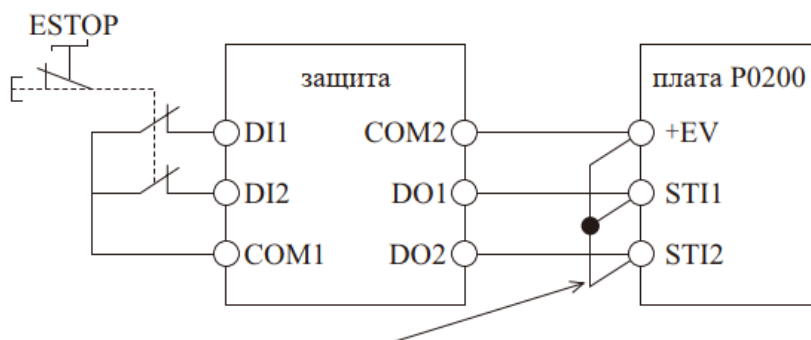 ESTOP
защита
плата P0200
DI1
COM2
+EV
DI2
DO1
STI1
COM1
DO2
STI2